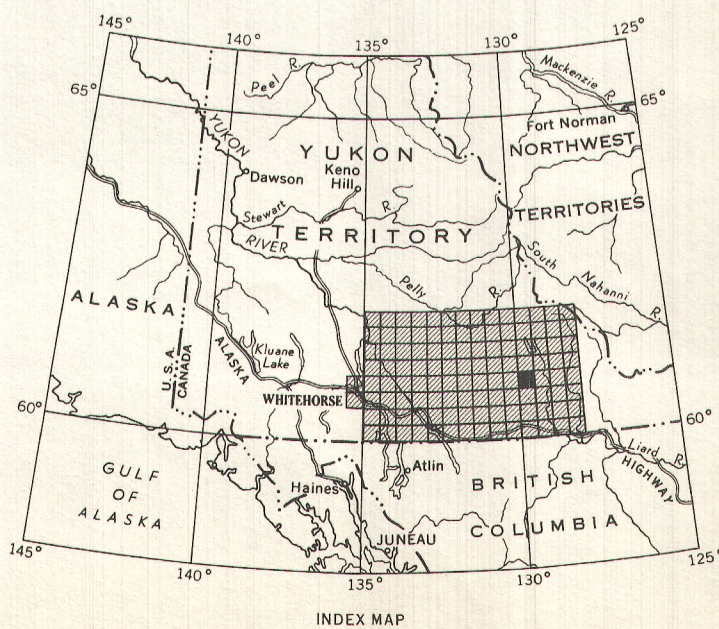 145°
140°
135°
130°
125°
65°
65°
Peel R.
Mackenzie R.
Fort Norman
YUKON
YUKON
NORTHWEST
Dawson
Keno
Hill
Stewart R.
TERRITORIES
TERRITORY
RIVER
South Nahanni R.
Pelly R.
ALASKA
U.S.A.
CANADA
ALASKA
Kluane
Lake
WHITEHORSE
60°
60°
Liard R.
HIGHWAY
GULF
OF
ALASKA
Haines
Atlin
BRITISH
COLUMBIA
JUNEAU
145°
140°
135°
130°
125°
INDEX MAP